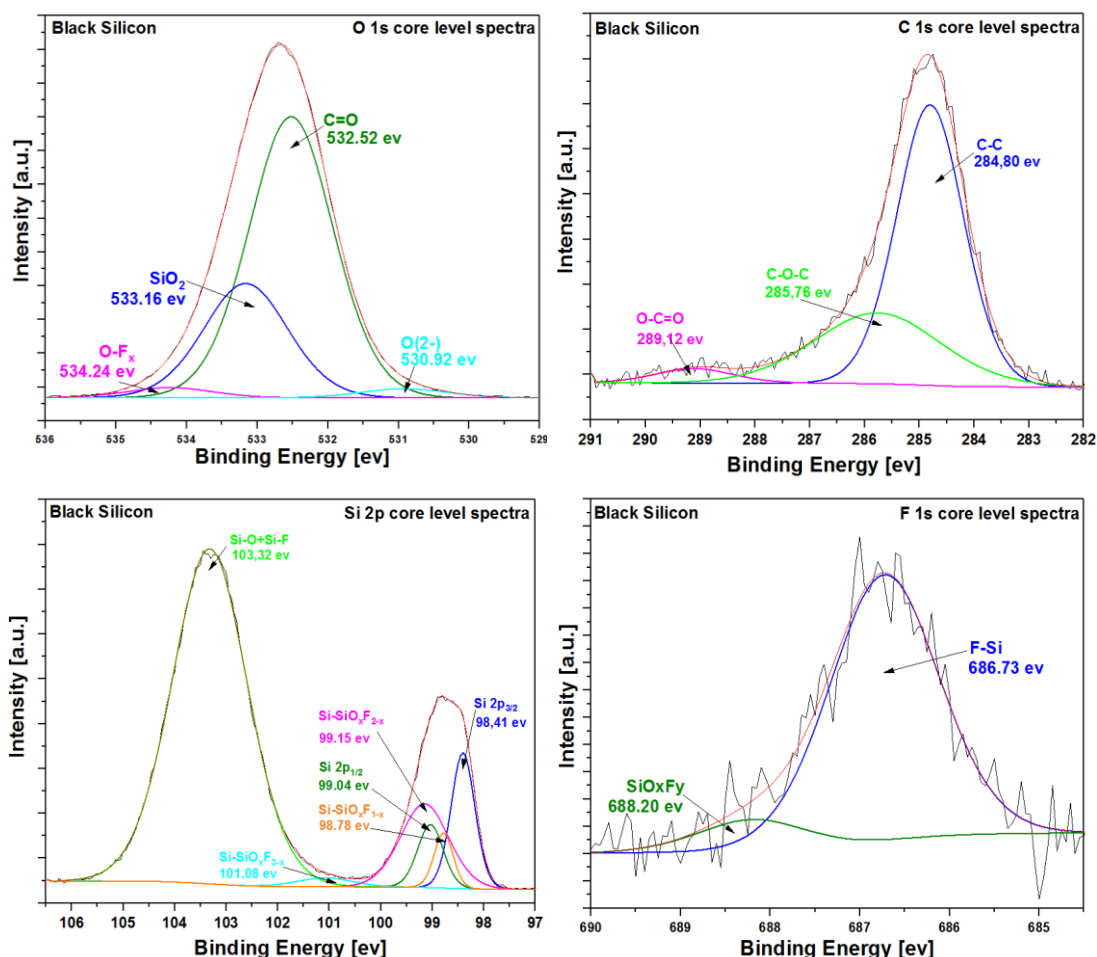 Black Silicon
O 1s core level spectra
C=O
532.52 ev
SiO₂
533.16 ev
O-Fₓ
534.24 ev
O(2-)
530.92 ev
Intensity [a.u.]
536 535 534 533 532 531 530 529
Binding Energy [ev]
Black Silicon
C 1s core level spectra
C-C
284,80 ev
C-O-C
285,76 ev
O-C=O
289,12 ev
Intensity [a.u.]
291 290 289 288 287 286 285 284 283 282
Binding Energy [ev]
Black Silicon
Si 2p core level spectra
Si-O+Si-F
103,32 ev
Si 2p₃/₂
98,41 ev
Si-SiOₓF₂₋ₓ
99.15 ev
Si 2p₁/₂
99.04 ev
Si-SiOₓF₁₋ₓ
98.78 ev
Si-SiOₓF₃₋ₓ
101.08 ev
Intensity [a.u.]
106 105 104 103 102 101 100 99 98 97
Binding Energy [ev]
Black Silicon
F 1s core level spectra
F-Si
686.73 ev
SiOxFy
688.20 ev
Intensity [a.u.]
690 689 688 687 686 685
Binding Energy [ev]